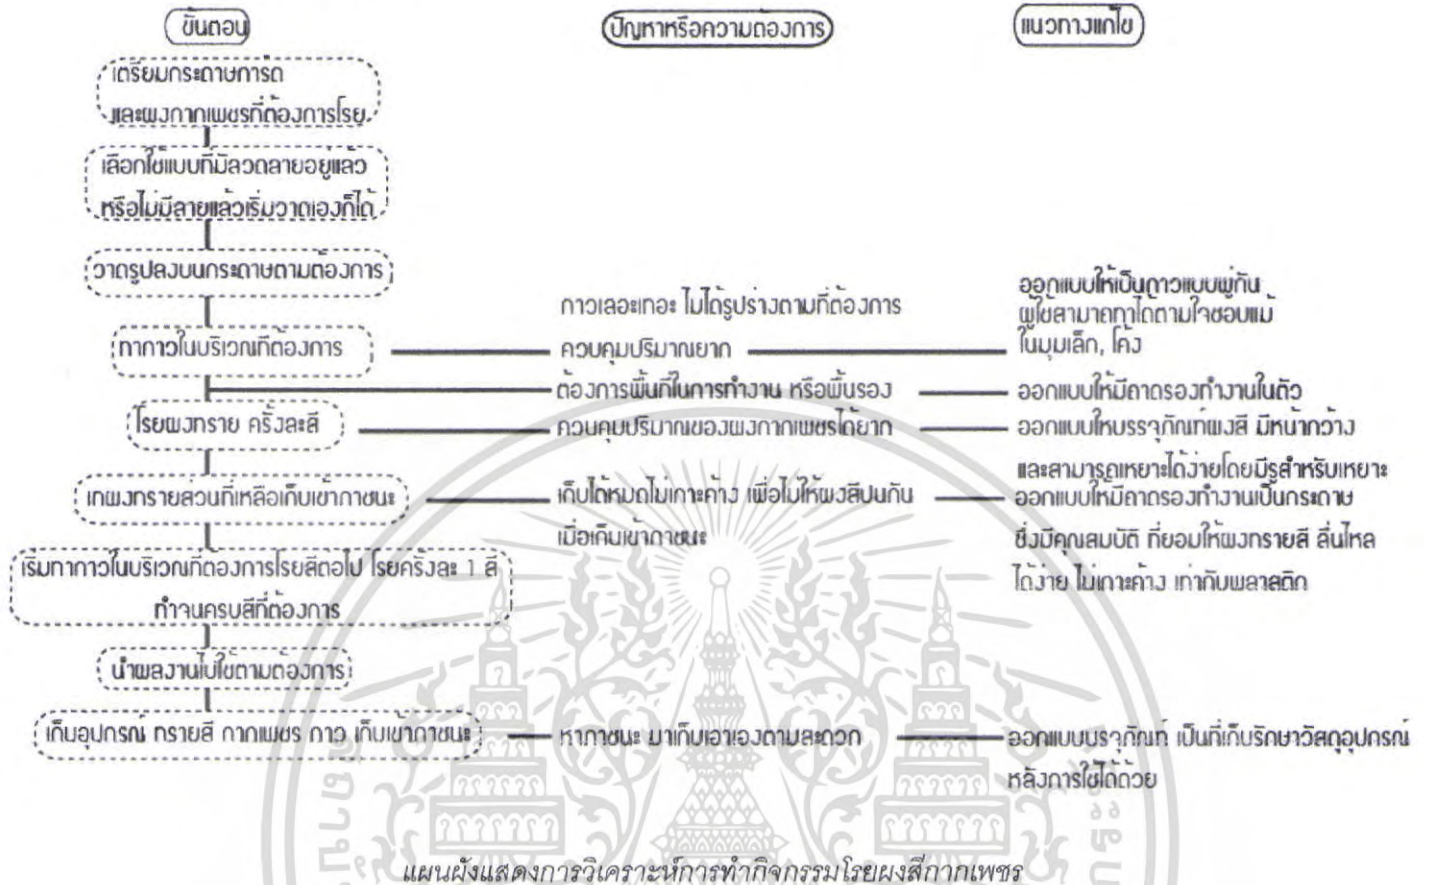 ขั้นตอน
ปัญหาหรือความต้องการ
แนวทางแก้ไข
เตรียมกระดาษการ์ด
และผงกากเพชรที่ต้องการโรย
เลือกใช้แบบที่มีลวดลายอยู่แล้ว
หรือไม่มีลายแล้วเริ่มวาดเองก็ได้
วาดรูปลงบนกระดาษตามต้องการ
ทากาวในบริเวณที่ต้องการ
กาวเลอะเทอะ ไม่ได้รูปร่างตามที่ต้องการ
ควบคุมปริมาณยาก
ออกแบบให้เป็นกาวแบบพู่กัน
ผู้ใช้สามาถทาได้ตามใจชอบแม้
ในมุมเล็ก, โค้ง
ต้องการพื้นที่ในการทำงาน หรือพื้นรอง
ออกแบบให้มีถาดรองทำงานในตัว
โรยผงทราย ครั้งละสี
ควบคุมปริมาณของผงกากเพชรได้ยาก
ออกแบบให้บรรจุภัณฑ์ผงสี มีหน้ากว้าง
และสามารถเหยาะได้ง่ายโดยมีรูสำหรับเหยาะ
เทผงทรายส่วนที่เหลือเก็บเข้าภาชนะ
เก็บได้หมดไม่เกาะค้าง เพื่อไม่ให้ผงสีปนกัน
เมื่อเก็บเข้าภาชนะ
ออกแบบให้มีถาดรองทำงานเป็นกระดาษ
ซึ่งมีคุณสมบัติ ที่ยอมให้ผงทรายสี ลื่นไหล
ได้ง่าย ไม่เกาะค้าง เท่ากับพลาสติก
เริ่มทากาวในบริเวณที่ต้องการโรยสีต่อไป โรยครั้งละ 1 สี
ทำจนครบสีที่ต้องการ
นำผลงานไปใช้ตามต้องการ
เก็บอุปกรณ์ ทรายสี กากเพชร กาว เก็บเข้าภาชนะ
หาภาชนะ มาเก็บเอาเองตามสะดวก
ออกแบบบรรจุภัณฑ์ เป็นที่เก็บรักษาวัสดุอุปกรณ์
หลังการใช้ได้ด้วย
แผนผังแสดงการวิเคราะห์การทำกิจกรรมโรยผงสีกากเพชร